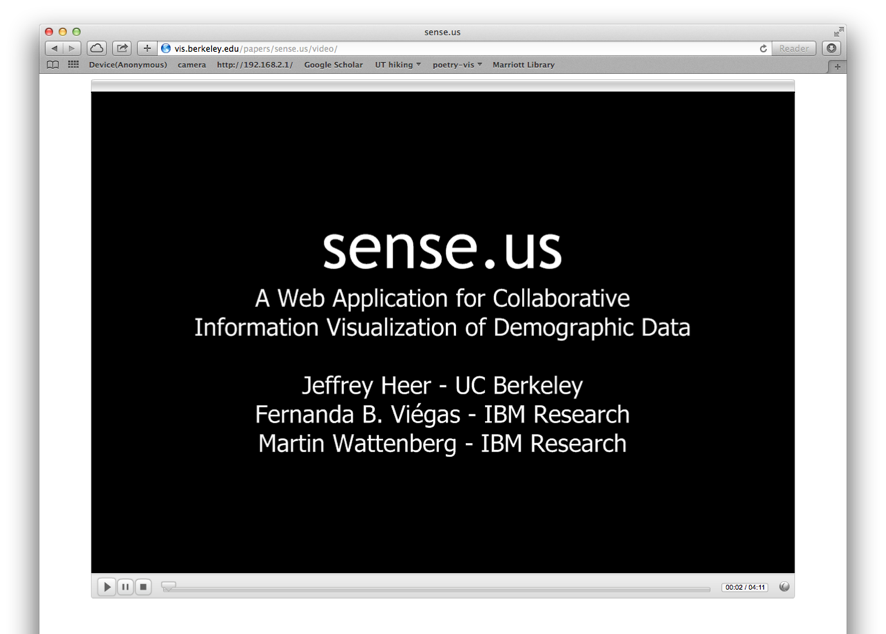 sense.us
vis.berkeley.edu/papers/sense.us/video/
Reader
Device(Anonymous) camera http://192.168.2.1/ Google Scholar UT hiking poetry-vis Marriott Library
sense.us
A Web Application for Collaborative
Information Visualization of Demographic Data
Jeffrey Heer - UC Berkeley
Fernanda B. Viégas - IBM Research
Martin Wattenberg - IBM Research
00:02 / 04:11